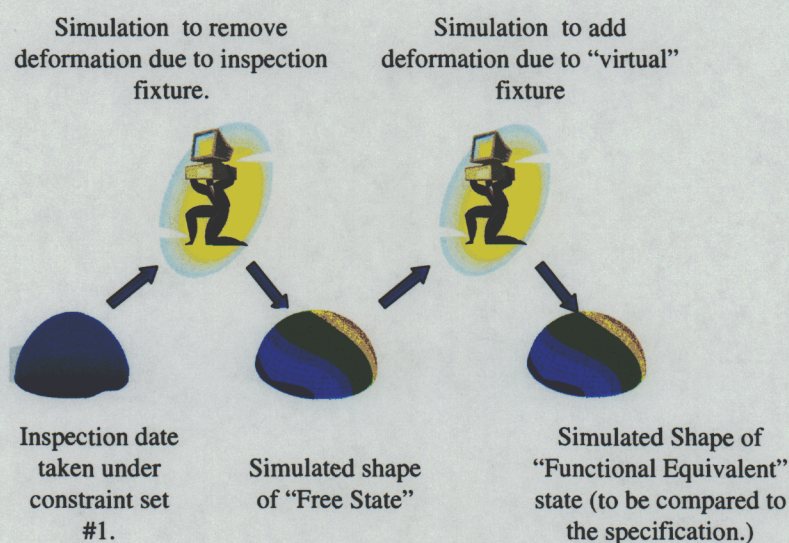 Simulation to remove
deformation due to inspection
fixture.
Simulation to add
deformation due to "virtual"
fixture
Inspection date
taken under
constraint set
#1.
Simulated shape
of "Free State"
Simulated Shape of
"Functional Equivalent"
state (to be compared to
the specification.)